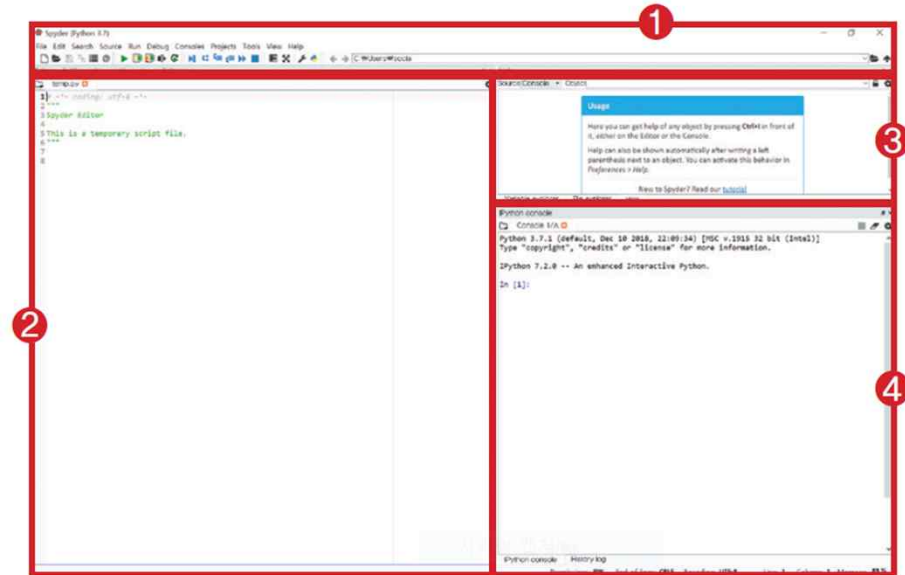 1
Spyder (Python 3.7)
File Edit Search Source Run Debug Consoles Projects Tools View Help
temp.py
1 # -*- coding: utf-8 -*-
2 """
3 Spyder Editor
4
5 This is a temporary script file.
6 """
7
8
2
Source Console Object
Usage
Here you can get help of any object by pressing Ctrl+I in front of
it, either on the Editor or the Console.
Help can also be shown automatically after writing a left
parenthesis next to an object. You can activate this behavior in
Preferences > Help.
New to Spyder? Read our tutorial
3
IPython console
Console 1/A
Python 3.7.1 (default, Dec 10 2018, 22:09:34) [MSC v.1915 32 bit (Intel)]
Type "copyright", "credits" or "license" for more information.
IPython 7.2.0 -- An enhanced Interactive Python.
In [1]:
4
IPython console History log